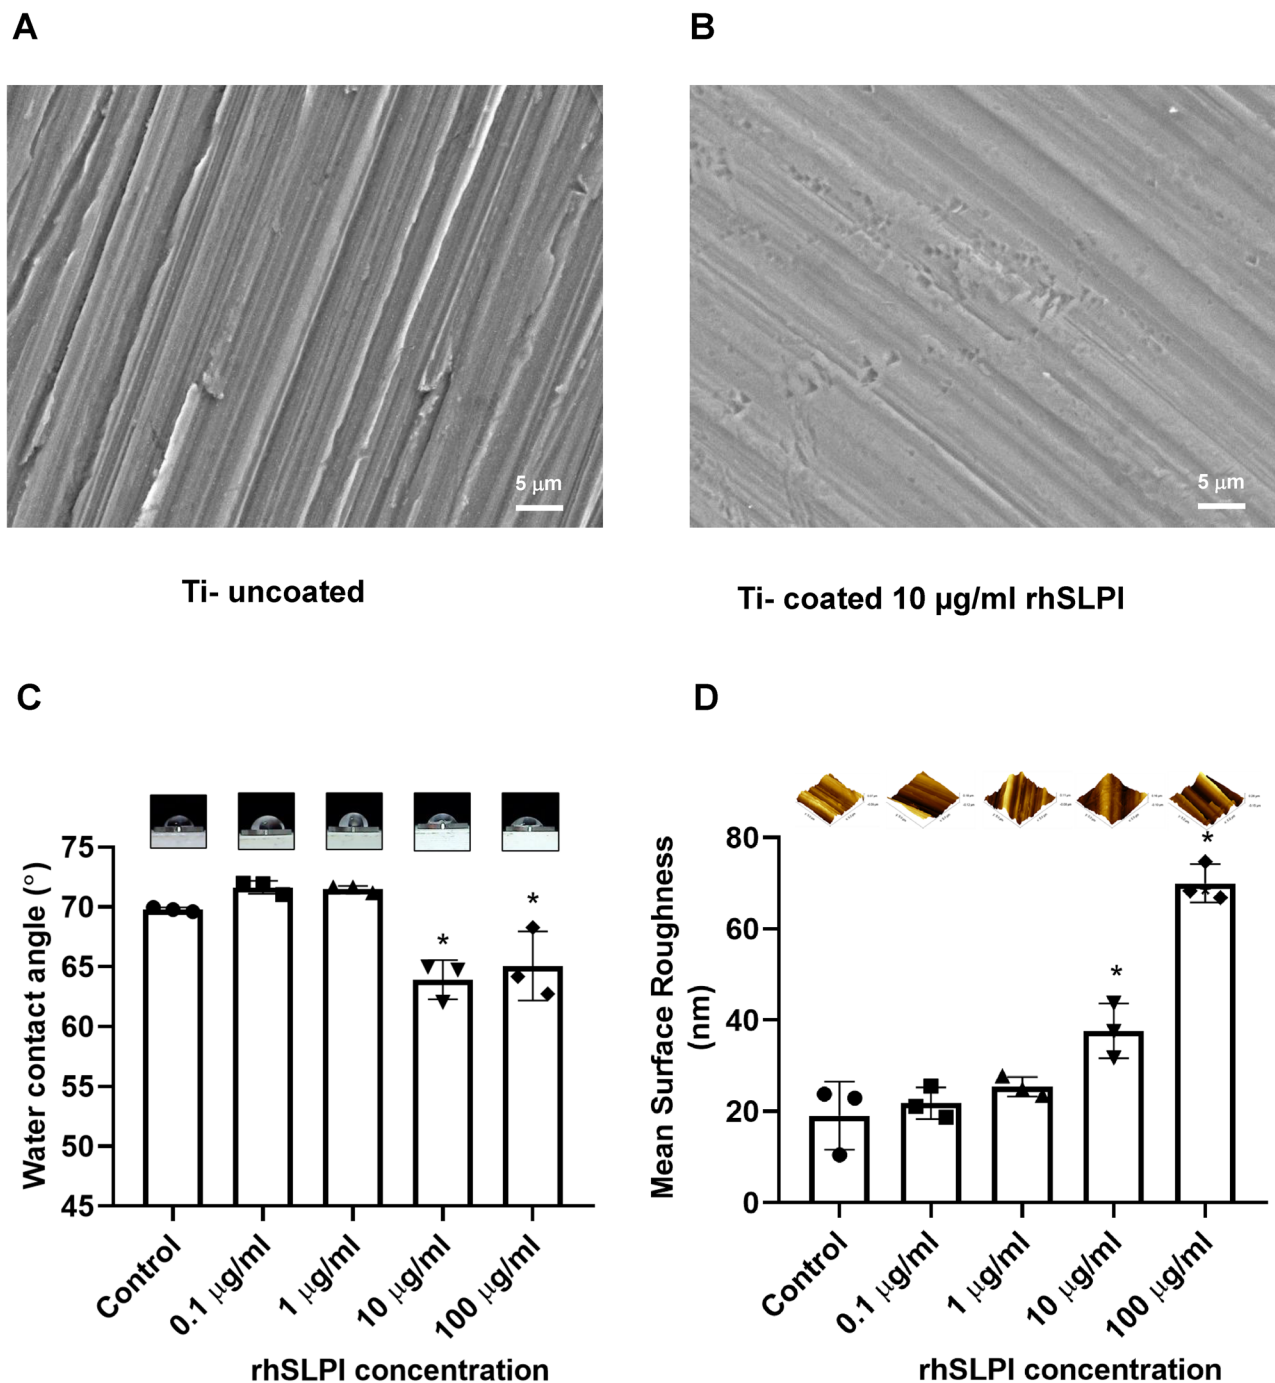 A
B
5 μm
5 μm
Ti- uncoated
Ti- coated 10 μg/ml rhSLPI
C
D
Water contact angle (°)
75
70
65
60
55
50
45
*
*
Control
0.1 μg/ml
1 μg/ml
10 μg/ml
100 μg/ml
rhSLPI concentration
Mean Surface Roughness
(nm)
80
60
40
20
0
*
*
Control
0.1 μg/ml
1 μg/ml
10 μg/ml
100 μg/ml
rhSLPI concentration